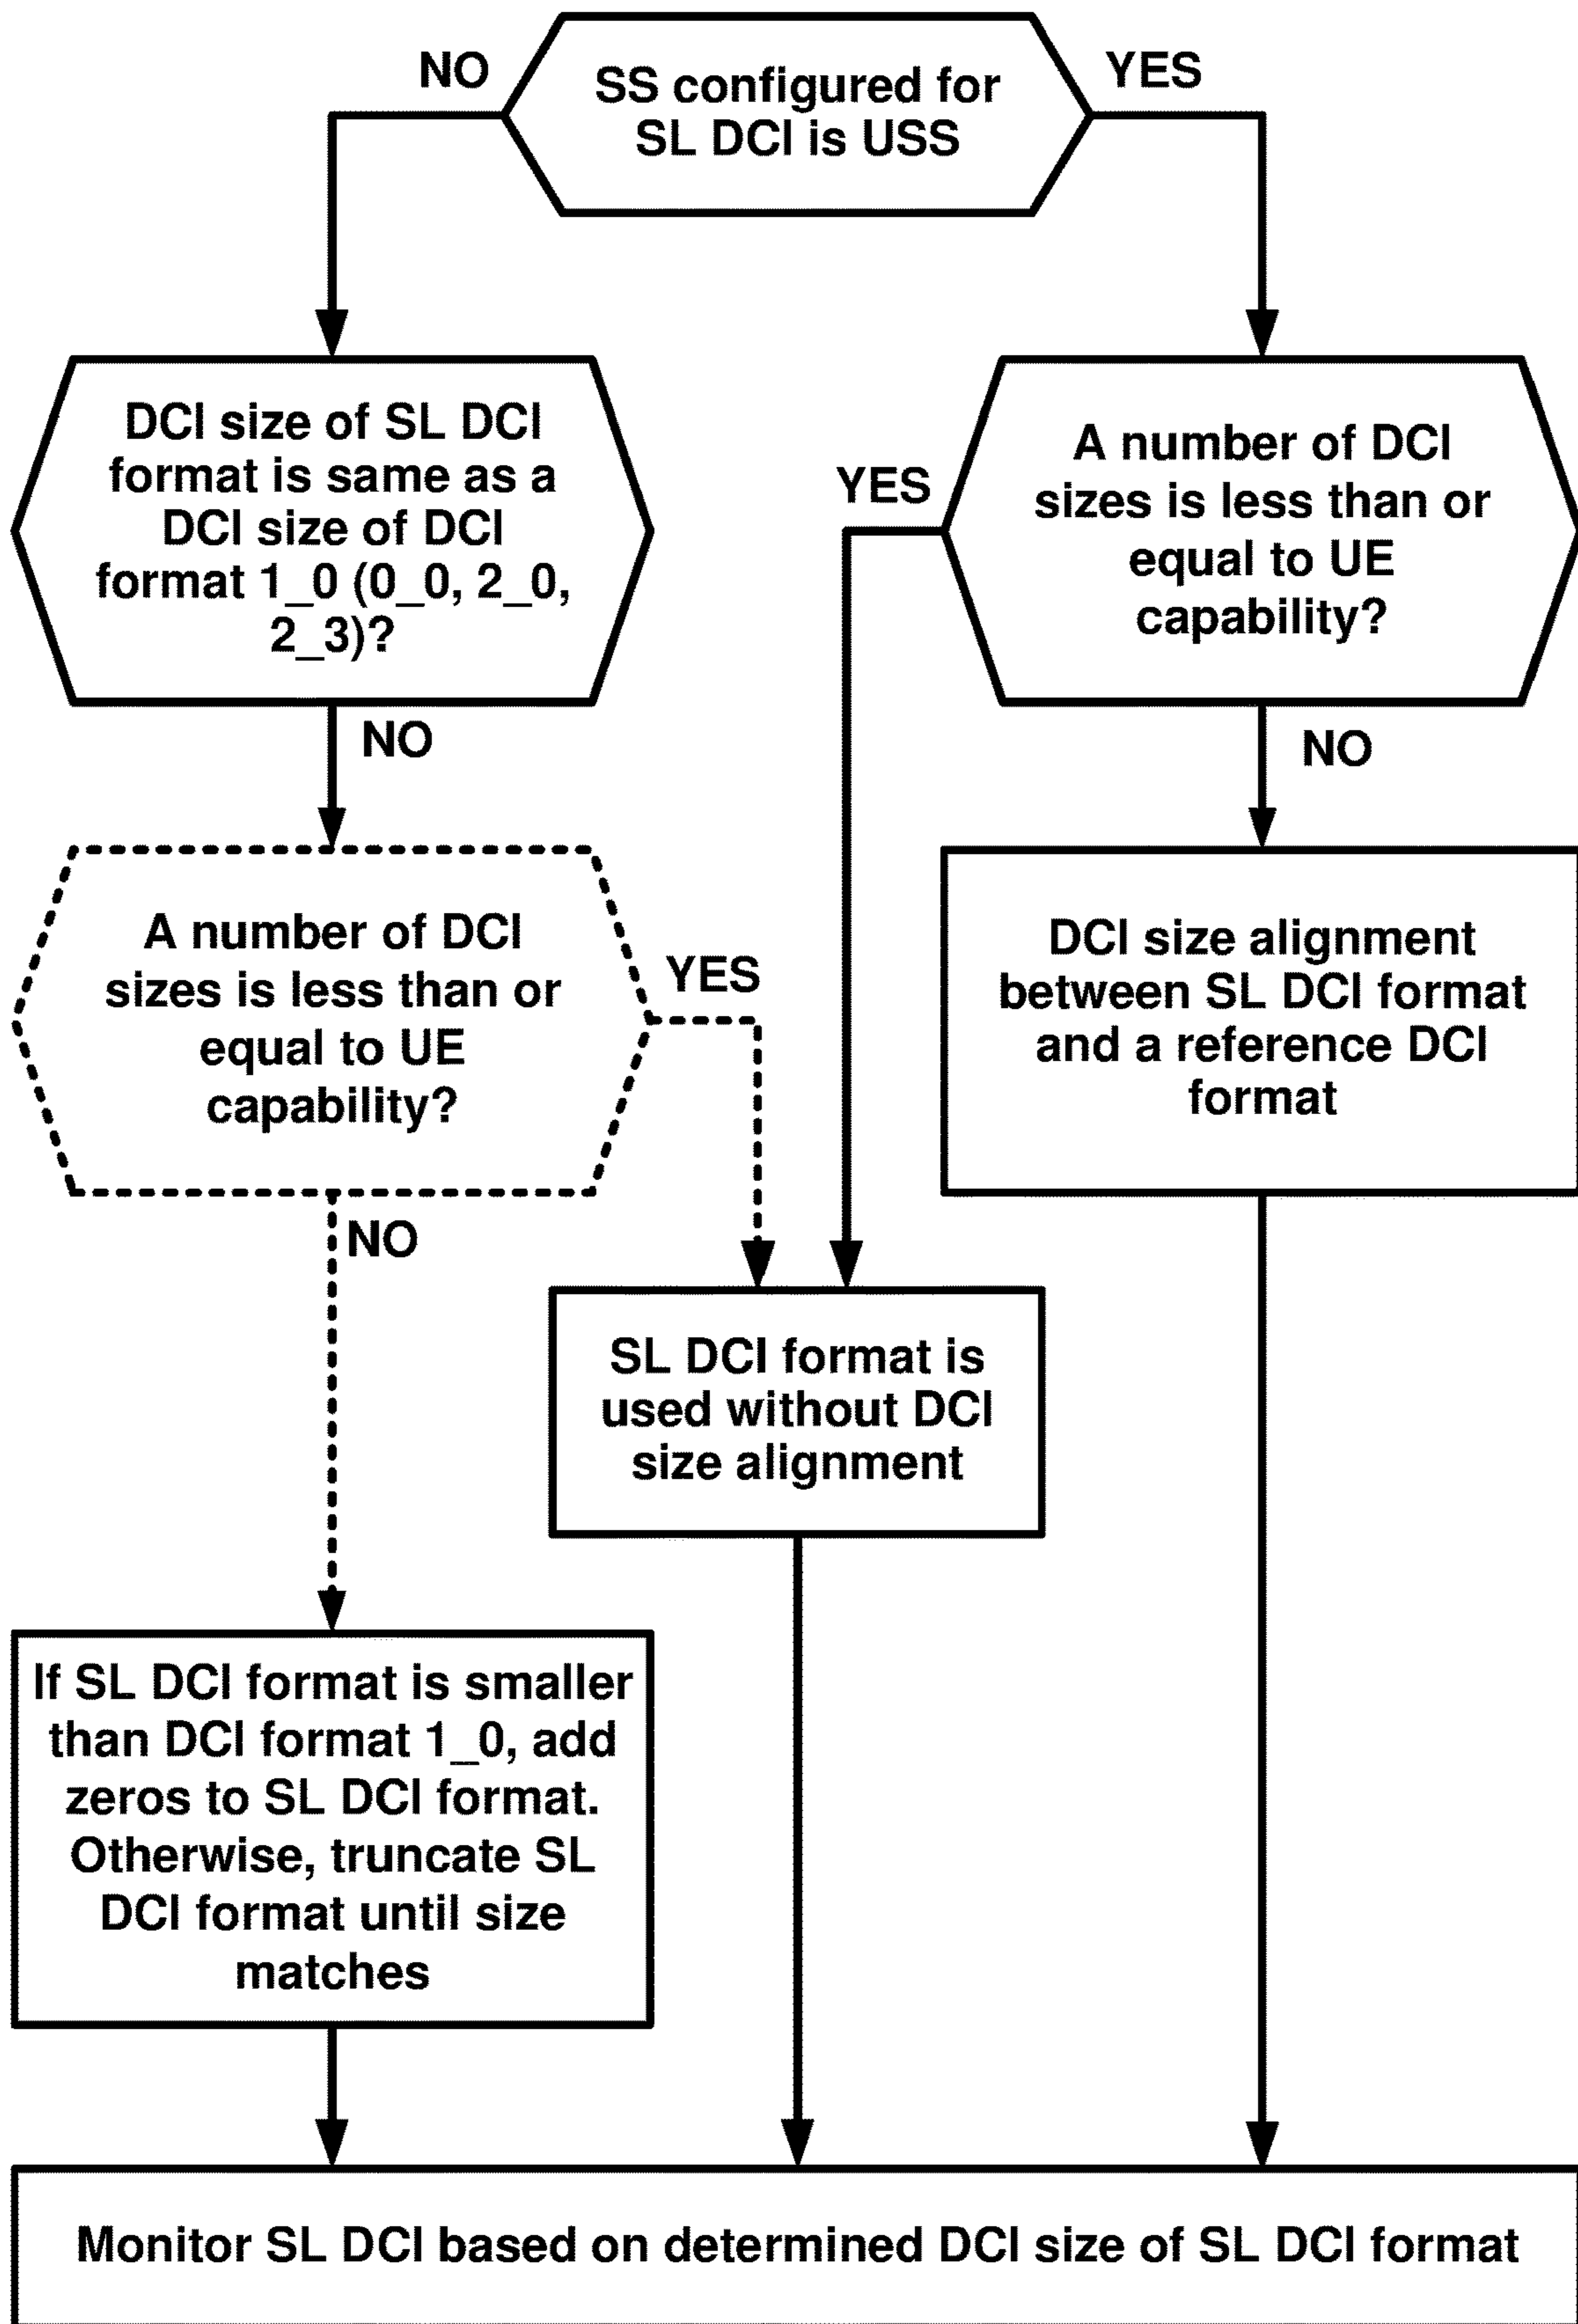 NO
SS configured for
SL DCI is USS
YES
DCI size of SL DCI
format is same as a
DCI size of DCI
format 1_0 (0_0, 2_0,
2_3)?
YES
A number of DCI
sizes is less than or
equal to UE
capability?
NO
NO
A number of DCI
sizes is less than or
equal to UE
capability?
YES
DCI size alignment
between SL DCI format
and a reference DCI
format
NO
SL DCI format is
used without DCI
size alignment
If SL DCI format is smaller
than DCI format 1_0, add
zeros to SL DCI format.
Otherwise, truncate SL
DCI format until size
matches
Monitor SL DCI based on determined DCI size of SL DCI format